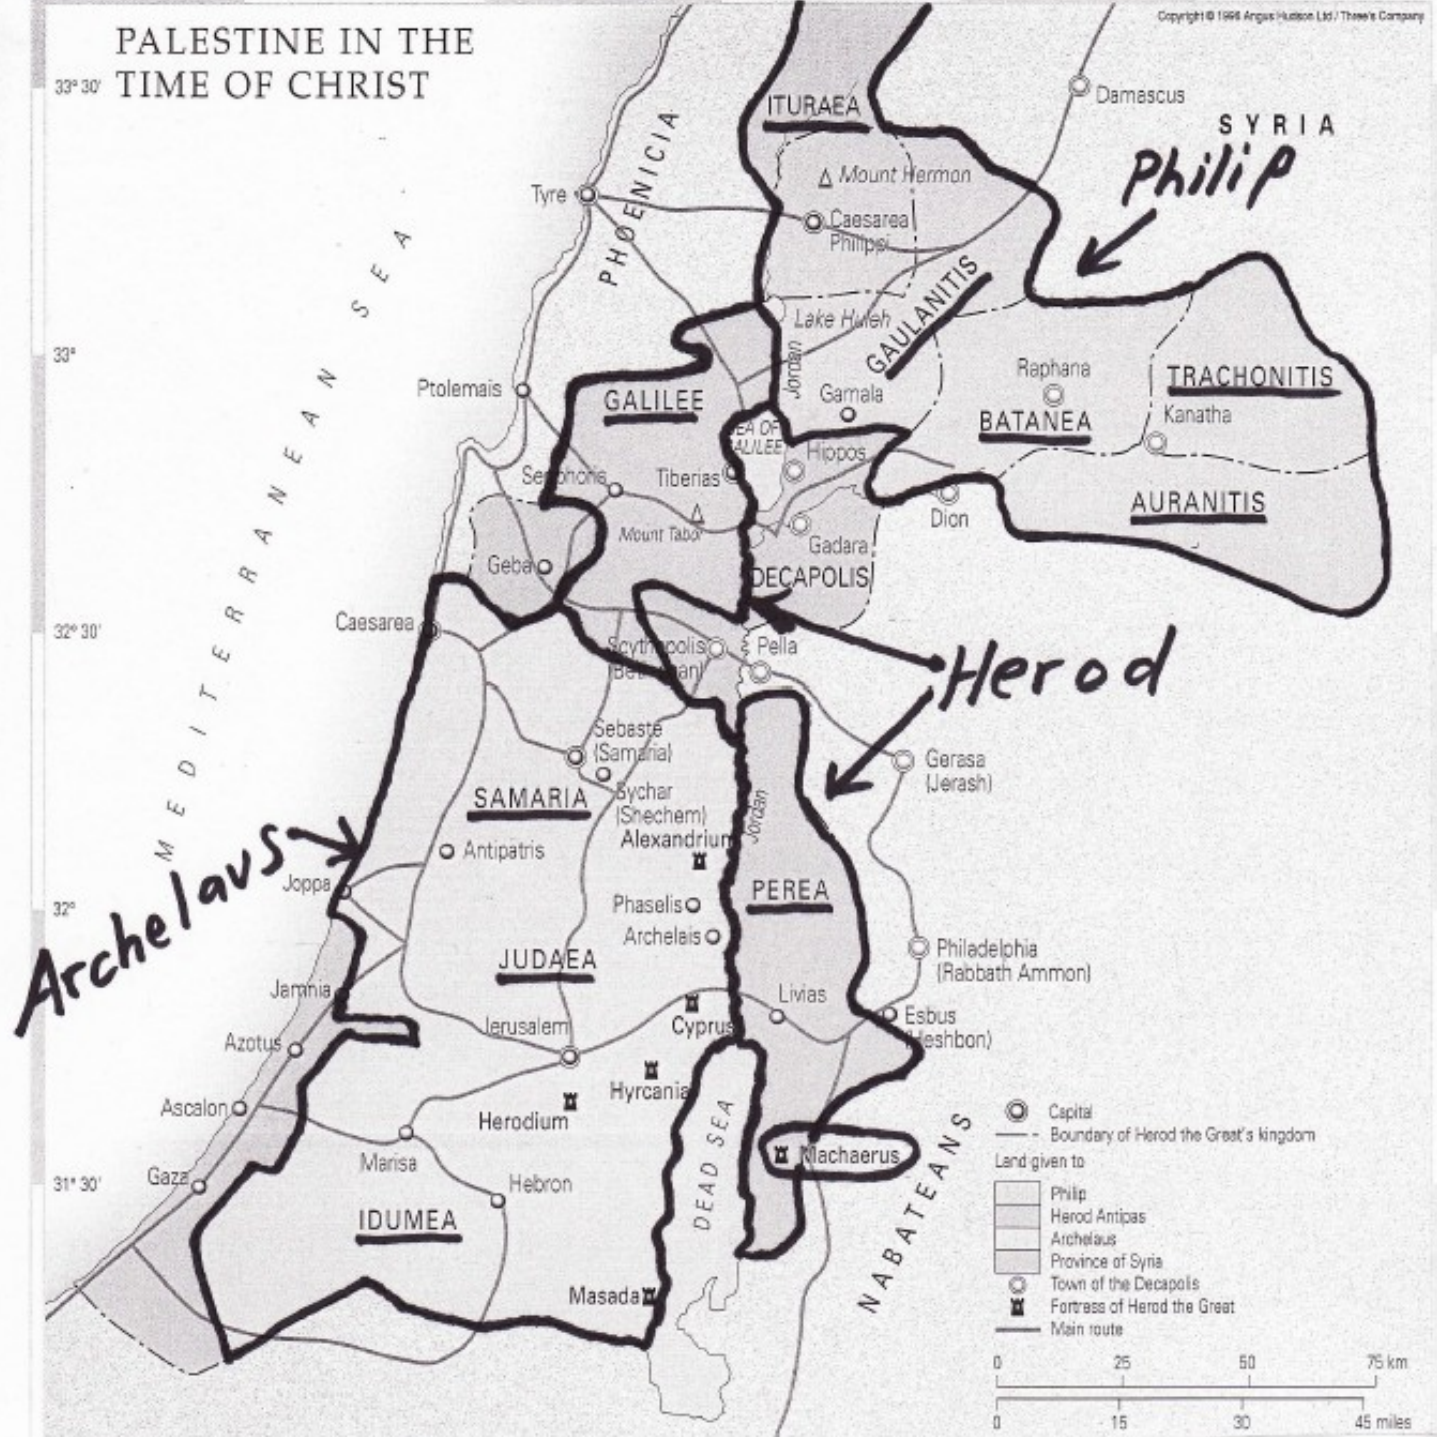 PALESTINE IN THE
TIME OF CHRIST
Copyright © 1996 Angus Hudson Ltd / Three's Company
33° 30'
33°
32° 30'
32°
31° 30'
ITURAEA
Damascus
SYRIA
Philip
Mount Hermon
Tyre
PHOENICIA
Caesarea
Philippi
GAULANITIS
Lake Huleh
Jordan
MEDITERRANEAN SEA
Ptolemais
GALILEE
Gamala
Raphana
BATANEA
TRACHONITIS
Kanatha
SEA OF
GALILEE
Hippos
Sepphoris
Tiberias
AURANITIS
Dion
Mount Tabor
Gadara
Geba
DECAPOLIS
Caesarea
Scythopolis
(Beth Shan)
Pella
Herod
Sebaste
(Samaria)
Gerasa
(Jerash)
SAMARIA
Sychar
(Shechem)
Jordan
Alexandrium
Archelaus
Antipatris
Joppa
PEREA
Phaselis
Archelais
Philadelphia
(Rabbath Ammon)
JUDAEA
Jamnia
Livias
Jerusalem
Cyprus
Esbus
(Heshbon)
Azotus
Hyrcania
Ascalon
Herodium
DEAD SEA
Marisa
Machaerus
NABATEANS
Gaza
Hebron
IDUMEA
Masada
Capital
Boundary of Herod the Great's kingdom
Land given to
Philip
Herod Antipas
Archelaus
Province of Syria
Town of the Decapolis
Fortress of Herod the Great
Main route
0 25 50 75 km
0 15 30 45 miles